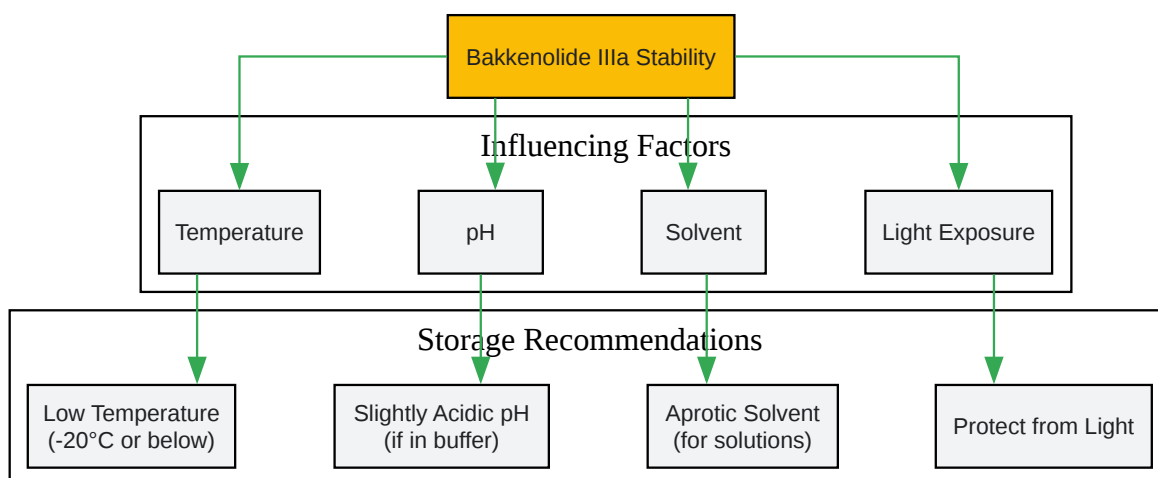 Bakkenolide IIIa Stability
Influencing Factors
Temperature
pH
Solvent
Light Exposure
Storage Recommendations
Low Temperature
(-20°C or below)
Slightly Acidic pH
(if in buffer)
Aprotic Solvent
(for solutions)
Protect from Light